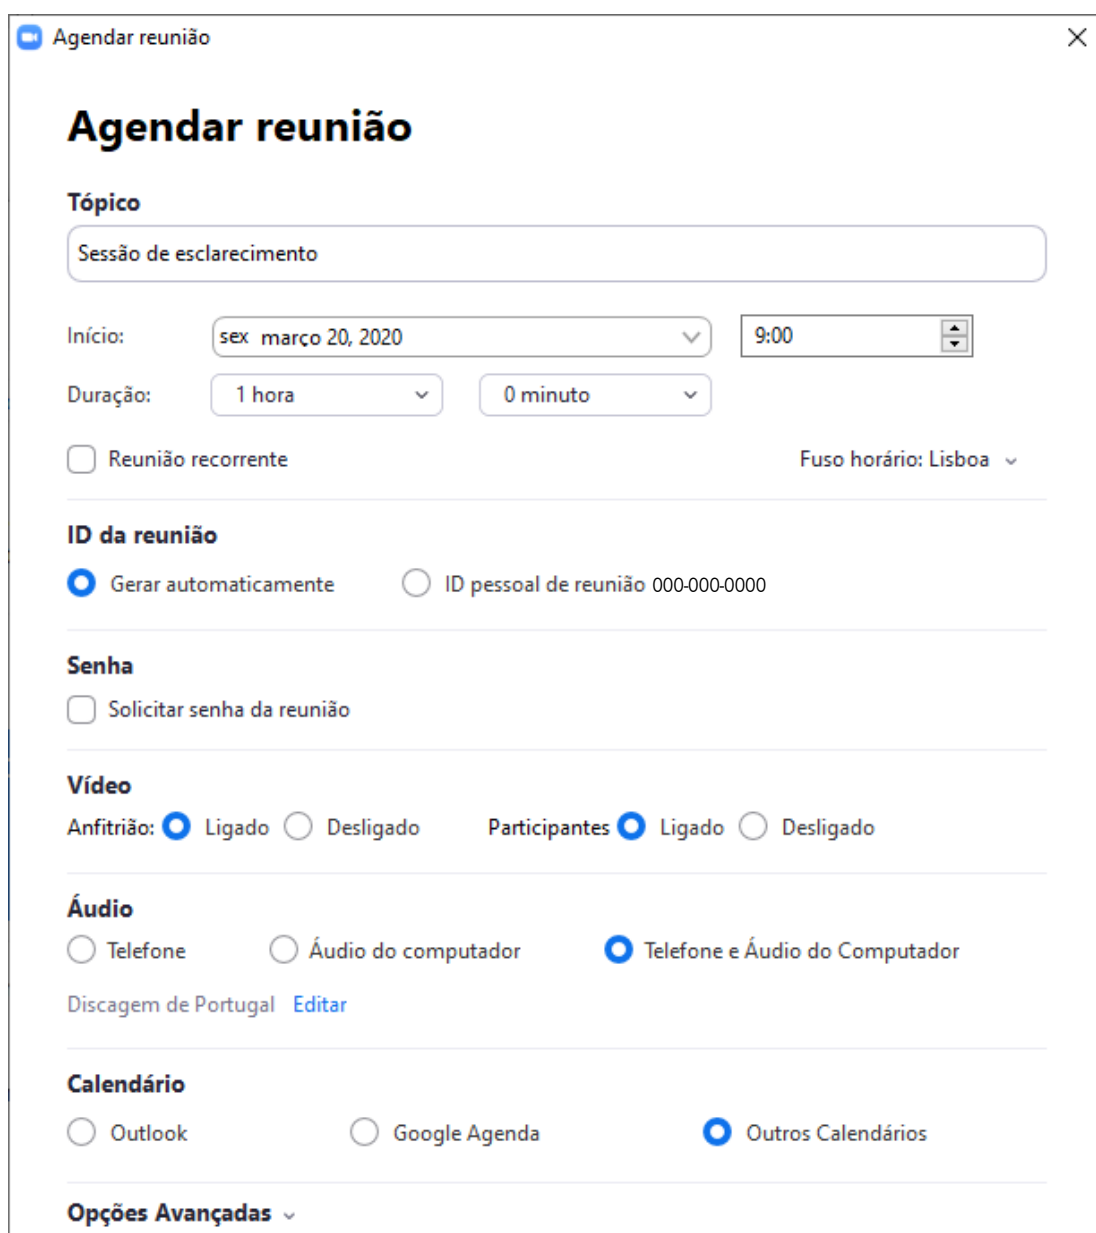 Agendar reunião
Agendar reunião
Tópico
Sessão de esclarecimento
Início: sex março 20, 2020 9:00
Duração: 1 hora 0 minuto
Reunião recorrente Fuso horário: Lisboa
ID da reunião
Gerar automaticamente ID pessoal de reunião 000-000-0000
Senha
Solicitar senha da reunião
Vídeo
Anfitrião: Ligado Desligado Participantes Ligado Desligado
Áudio
Telefone Áudio do computador Telefone e Áudio do Computador
Discagem de Portugal Editar
Calendário
Outlook Google Agenda Outros Calendários
Opções Avançadas